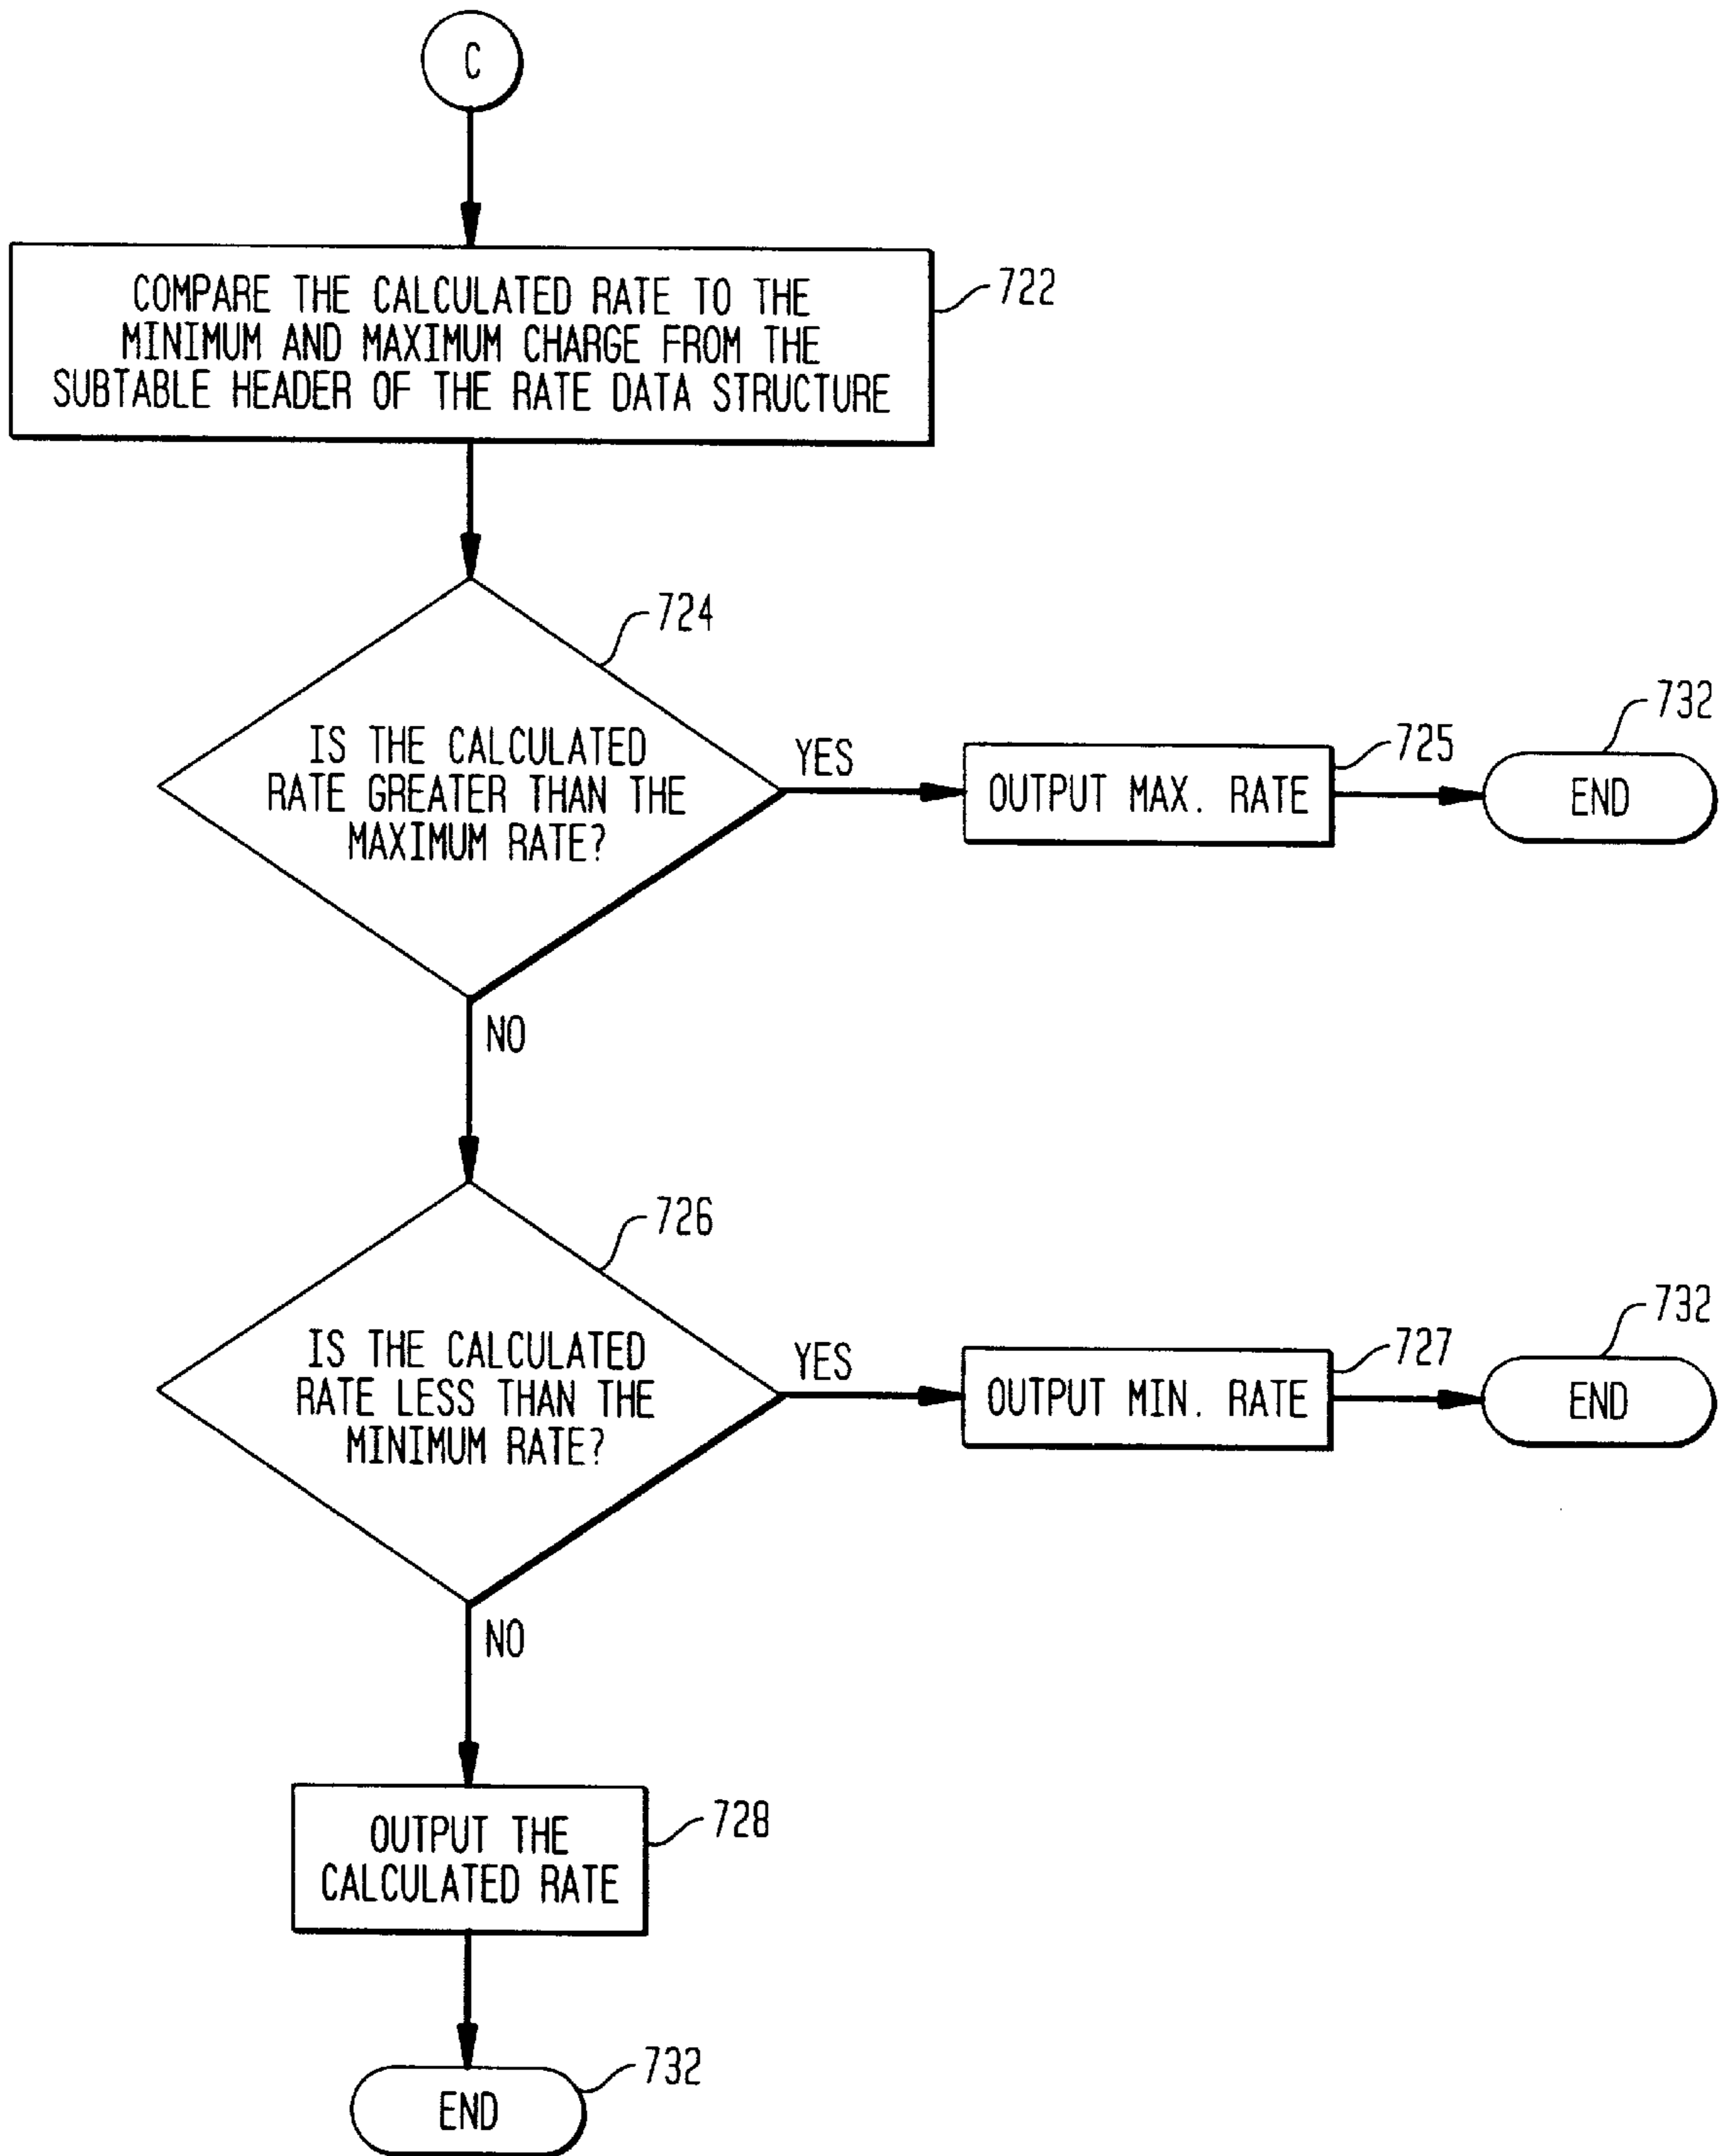 C
COMPARE THE CALCULATED RATE TO THE
MINIMUM AND MAXIMUM CHARGE FROM THE
SUBTABLE HEADER OF THE RATE DATA STRUCTURE
722
724
IS THE CALCULATED
RATE GREATER THAN THE
MAXIMUM RATE?
YES
OUTPUT MAX. RATE
725
732
END
NO
726
IS THE CALCULATED
RATE LESS THAN THE
MINIMUM RATE?
YES
OUTPUT MIN. RATE
727
732
END
NO
OUTPUT THE
CALCULATED RATE
728
732
END